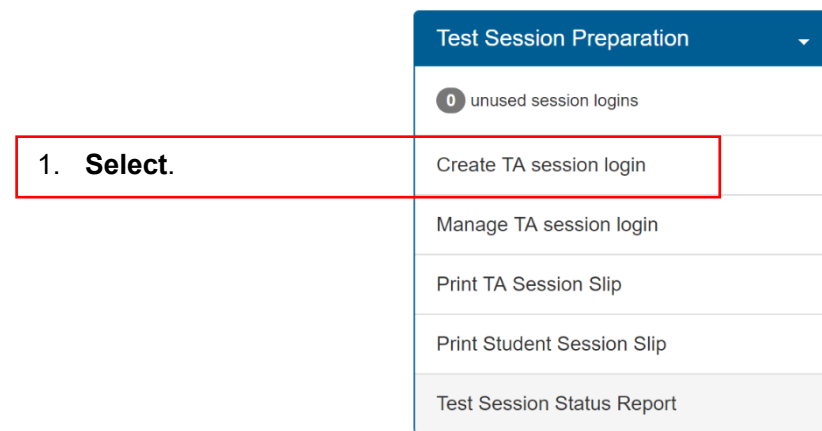 Test Session Preparation
0 unused session logins
1. Select.
Create TA session login
Manage TA session login
Print TA Session Slip
Print Student Session Slip
Test Session Status Report